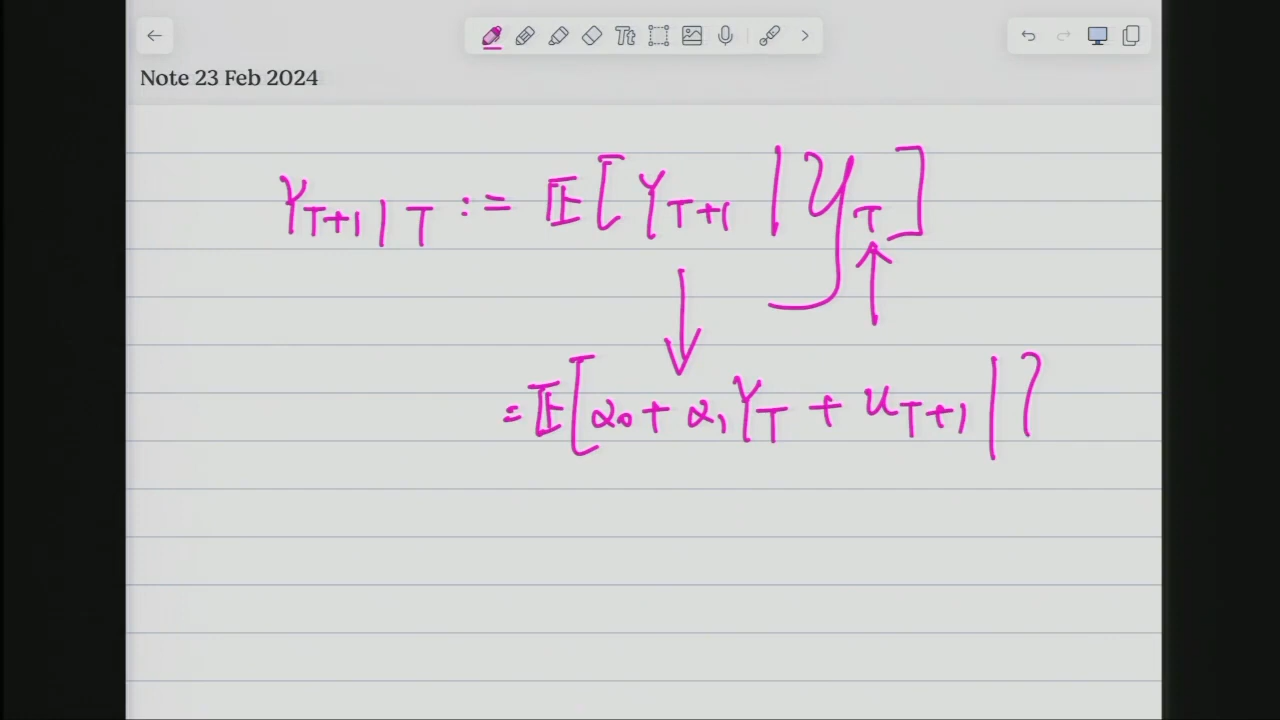 Note 23 Feb 2024
Y_{T+1|T} := 𝔼[Y_{T+1} | 𝒴_T]
= 𝔼[α₀ + α₁Y_T + u_{T+1} |